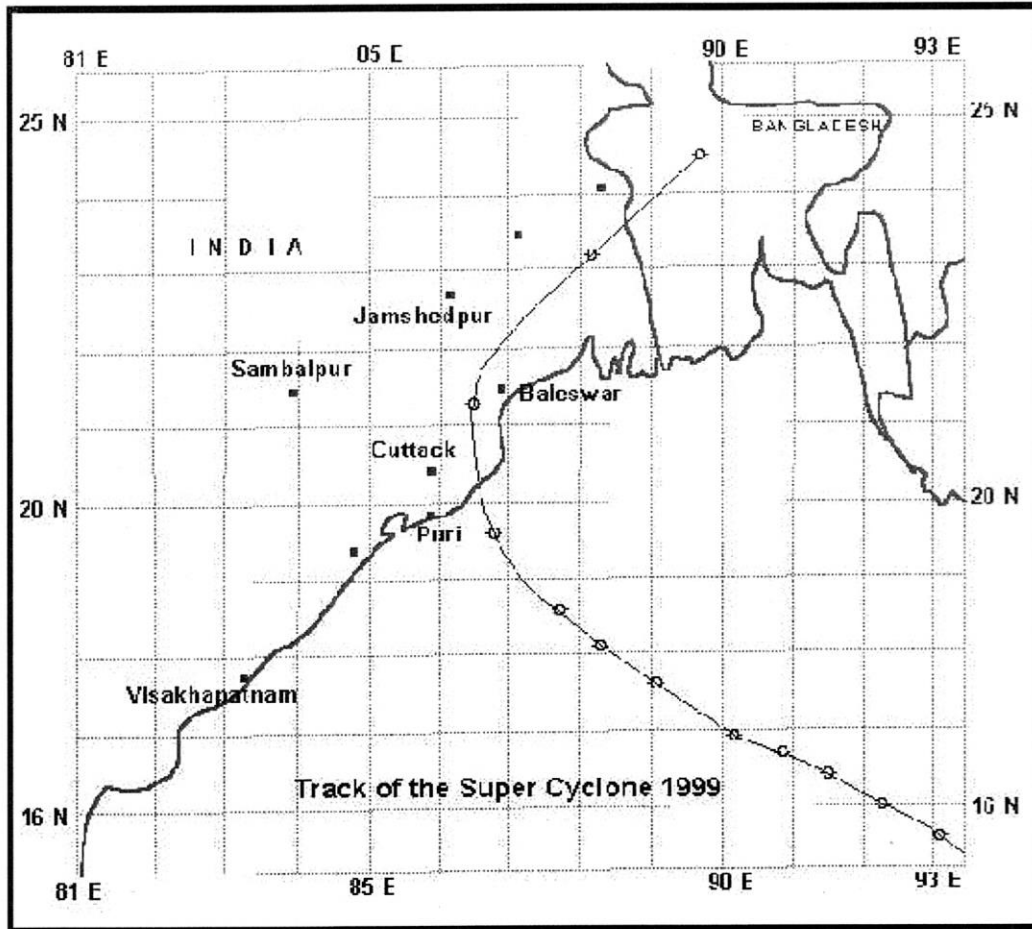 81 E 05 E 90 E 93 E
25 N 25 N
BANGLADESH
INDIA
Jamshedpur
Sambalpur
Baleswar
Cuttack
20 N 20 N
Puri
Visakhapatnam
Track of the Super Cyclone 1999
16 N 16 N
81 E 85 E 90 E 93 E